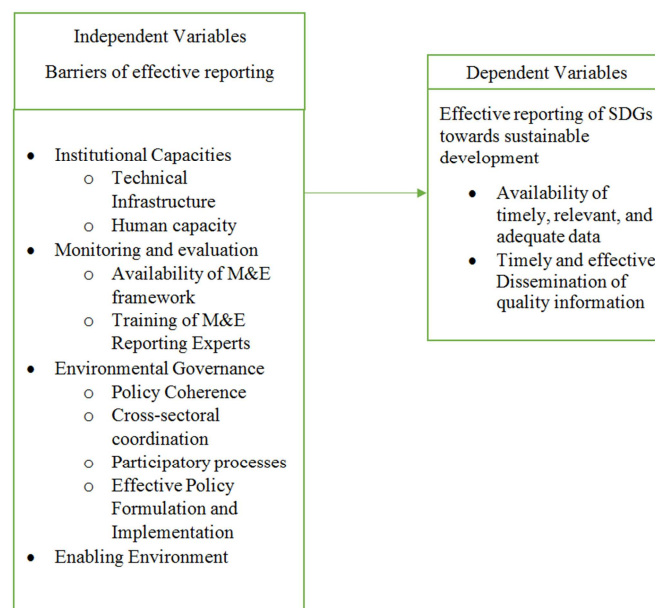 Independent Variables
Barriers of effective reporting
• Institutional Capacities
o Technical
Infrastructure
o Human capacity
• Monitoring and evaluation
o Availability of M&E
framework
o Training of M&E
Reporting Experts
• Environmental Governance
o Policy Coherence
o Cross-sectoral
coordination
o Participatory processes
o Effective Policy
Formulation and
Implementation
• Enabling Environment
Dependent Variables
Effective reporting of SDGs
towards sustainable
development
• Availability of
timely, relevant, and
adequate data
• Timely and effective
Dissemination of
quality information